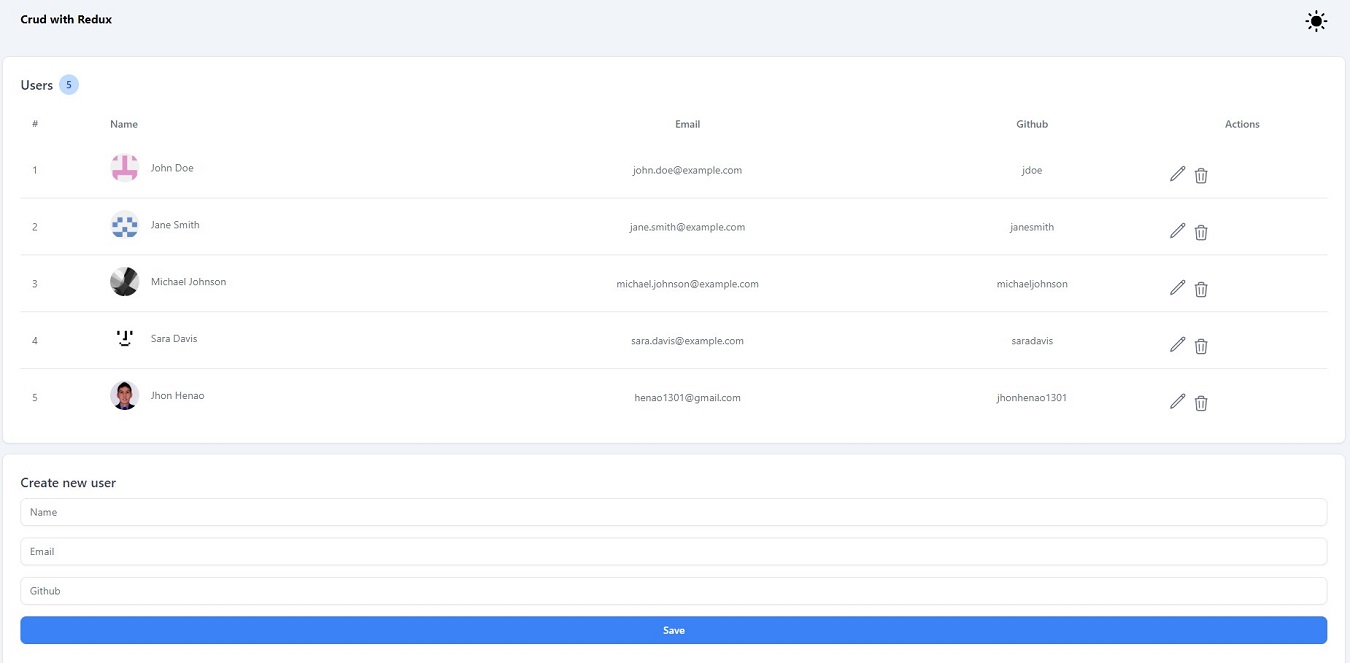 Crud with Redux
Users 5
# Name Email Github Actions
1 John Doe john.doe@example.com jdoe
2 Jane Smith jane.smith@example.com janesmith
3 Michael Johnson michael.johnson@example.com michaeljohnson
4 Sara Davis sara.davis@example.com saradavis
5 Jhon Henao henao1301@gmail.com jhonhenao1301
Create new user
Name
Email
Github
Save